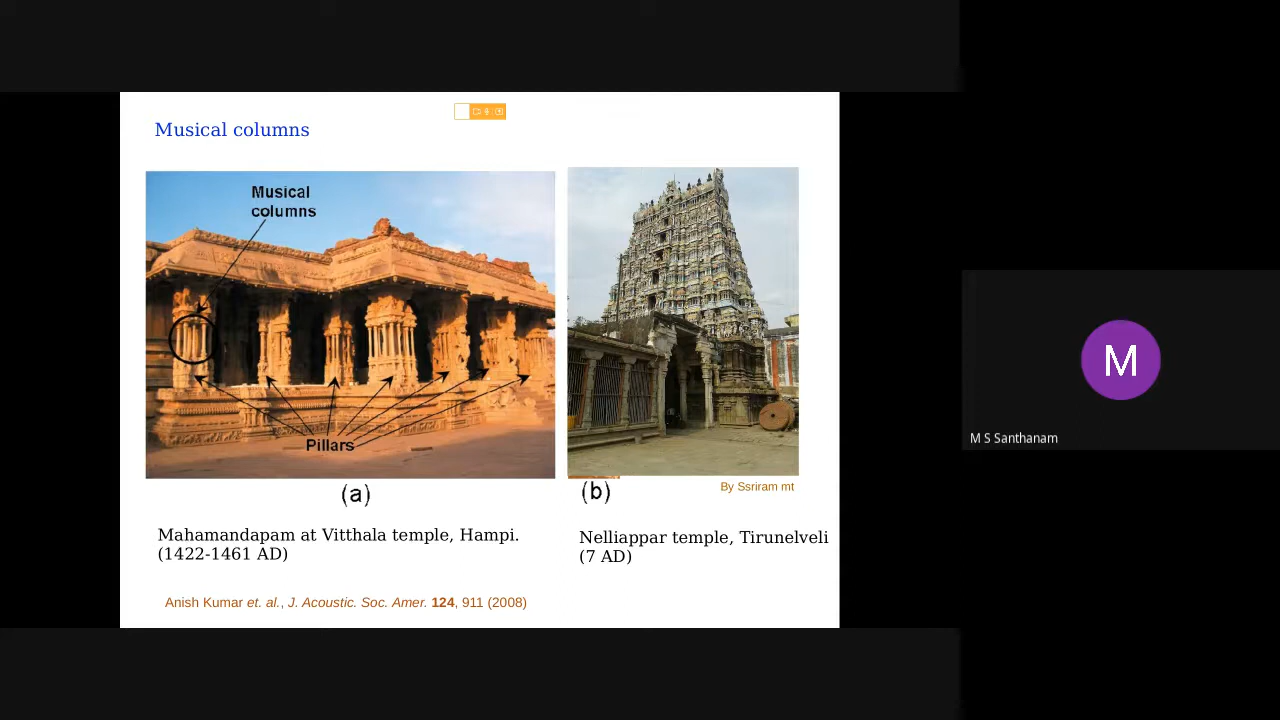 Musical columns
Musical
columns
Pillars
(a)
(b)
By Ssriram mt
Mahamandapam at Vitthala temple, Hampi.
(1422-1461 AD)
Nelliappar temple, Tirunelveli
(7 AD)
Anish Kumar et. al., J. Acoustic. Soc. Amer. 124, 911 (2008)
M
M S Santhanam